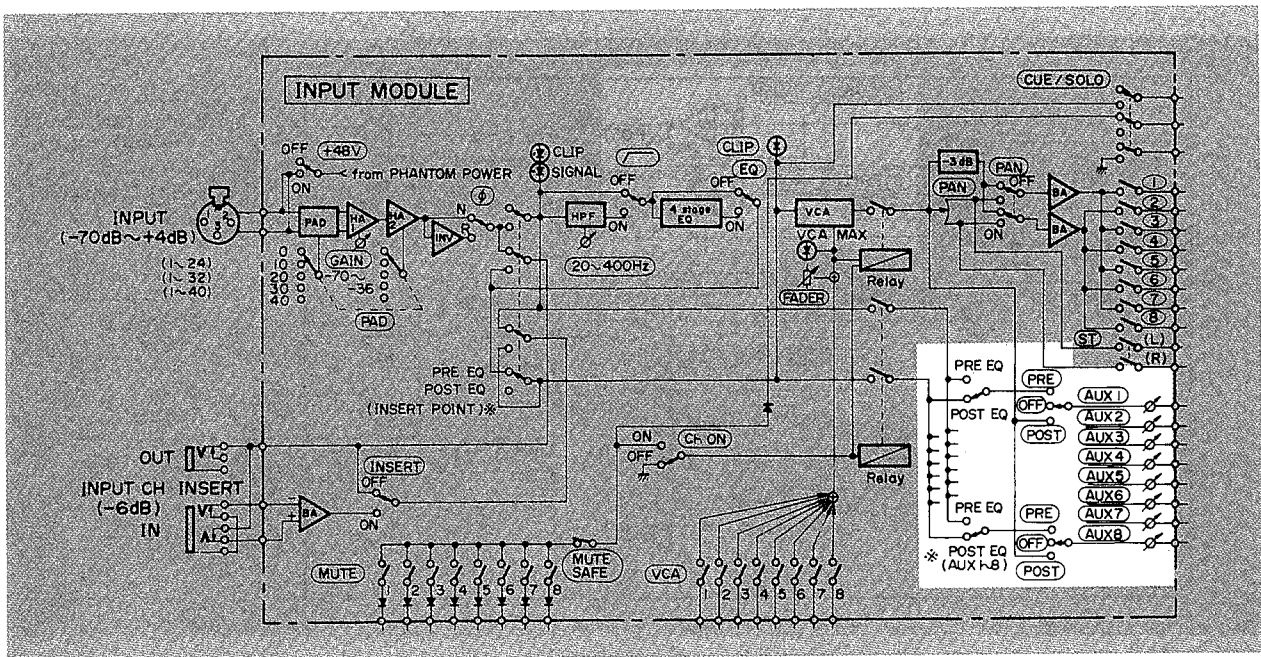 INPUT MODULE
CUE/SOLO
OFF +48V
ON
from PHANTOM POWER
INPUT
(-70dB~+4dB)
(1~24)
(1~32)
(1~40)
1 2
3
PAD
HA
HA
INV
φ
N
R
0
10
20
30
40
GAIN
-70~
-36
PAD
CLIP
SIGNAL
OFF
HPF
ON
20~400Hz
4 stage
EQ
OFF
ON
CLIP
EQ
VCA
VCA MAX
FADER
Relay
-3dB
PAN
PAN
OFF
ON
BA
BA
1
2
3
4
5
6
7
8
ST
(L)
(R)
PRE EQ
POST EQ
(INSERT POINT)※
OUT
INPUT CH INSERT
(-6dB)
IN
BA
- +
INSERT
OFF
ON
ON
OFF
CH ON
Relay
MUTE
1 2 3 4 5 6 7 8
MUTE
SAFE
VCA
1 2 3 4 5 6 7 8
PRE EQ
POST EQ
PRE
OFF
POST
AUX1
AUX2
AUX3
AUX4
AUX5
AUX6
AUX7
AUX8
PRE EQ
※ POST EQ
(AUX1~8)
PRE
OFF
POST